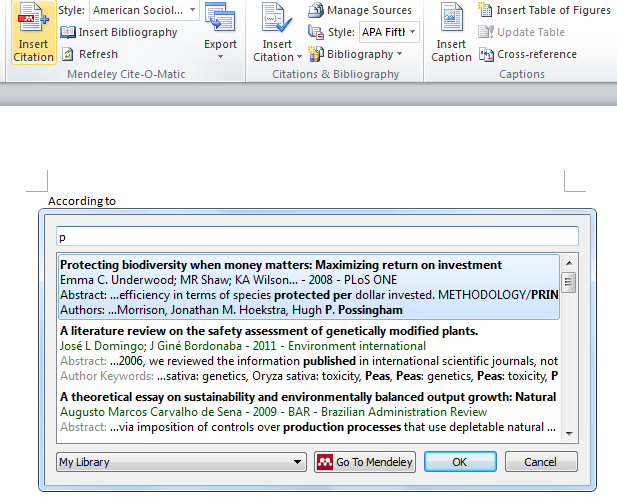 Style: American Sociol...
Insert Citation
Insert Bibliography
Refresh
Export
Mendeley Cite-O-Matic
Insert Citation
Manage Sources
Style: APA Fifth
Bibliography
Citations & Bibliography
Insert Caption
Insert Table of Figures
Update Table
Cross-reference
Captions
According to
p
Protecting biodiversity when money matters: Maximizing return on investment
Emma C. Underwood; MR Shaw; KA Wilson... - 2008 - PLoS ONE
Abstract: ...efficiency in terms of species protected per dollar invested. METHODOLOGY/PRIN
Authors: ...Morrison, Jonathan M. Hoekstra, Hugh P. Possingham
A literature review on the safety assessment of genetically modified plants.
José L Domingo; J Giné Bordonaba - 2011 - Environment international
Abstract: ...2006, we reviewed the information published in international scientific journals, not
Author Keywords: ...sativa: genetics, Oryza sativa: toxicity, Peas, Peas: genetics, Peas: toxicity, P
A theoretical essay on sustainability and environmentally balanced output growth: Natural
Augusto Marcos Carvalho de Sena - 2009 - BAR - Brazilian Administration Review
Abstract: ...via imposition of controls over production processes that use depletable natural ...
My Library
Go To Mendeley
OK
Cancel